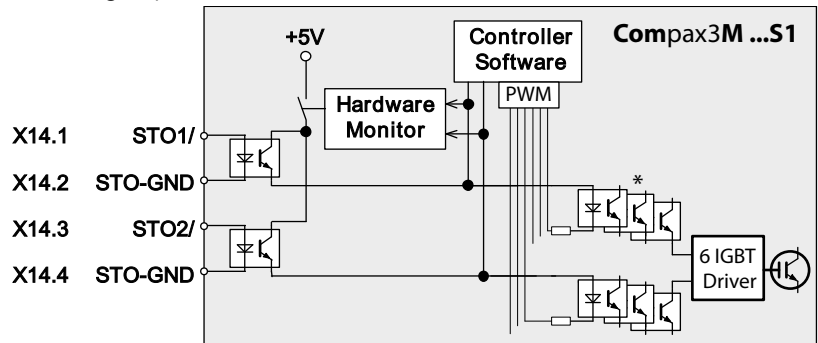 +5V
Controller
Software
Compax3M ...S1
PWM
Hardware
Monitor
X14.1 STO1/
X14.2 STO-GND
*
X14.3 STO2/
6 IGBT
Driver
X14.4 STO-GND